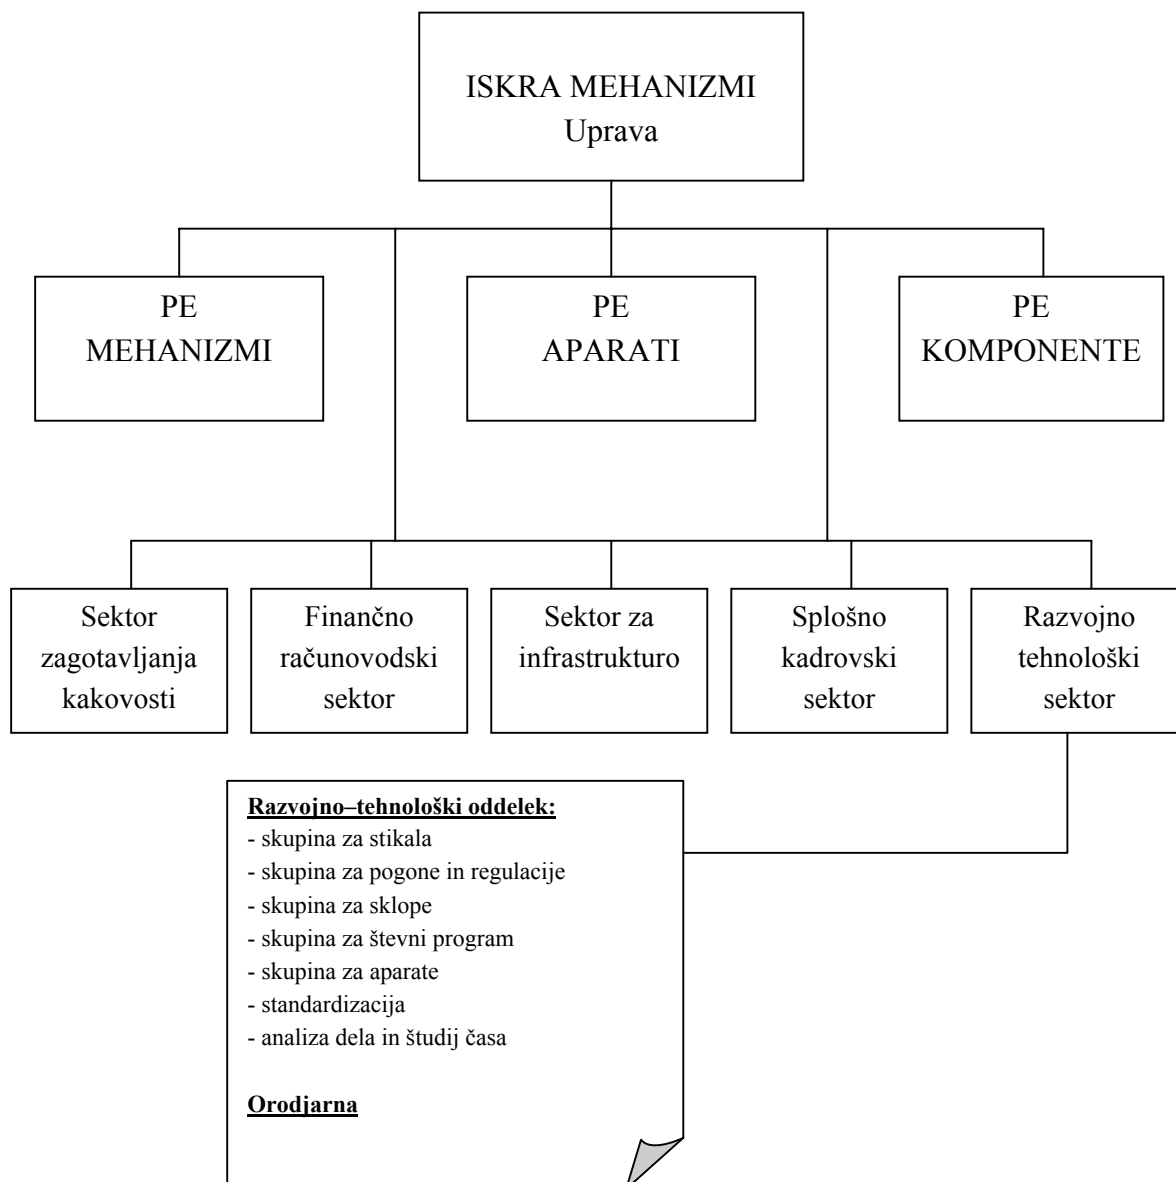 ISKRA MEHANIZMI
Uprava
PE
MEHANIZMI
PE
APARATI
PE
KOMPONENTE
Sektor
zagotavljanja
kakovosti
Finančno
računovodski
sektor
Sektor za
infrastrukturo
Splošno
kadrovski
sektor
Razvojno
tehnološki
sektor
Razvojno–tehnološki oddelek:
- skupina za stikala
- skupina za pogone in regulacije
- skupina za sklope
- skupina za števni program
- skupina za aparate
- standardizacija
- analiza dela in študij časa
Orodjarna